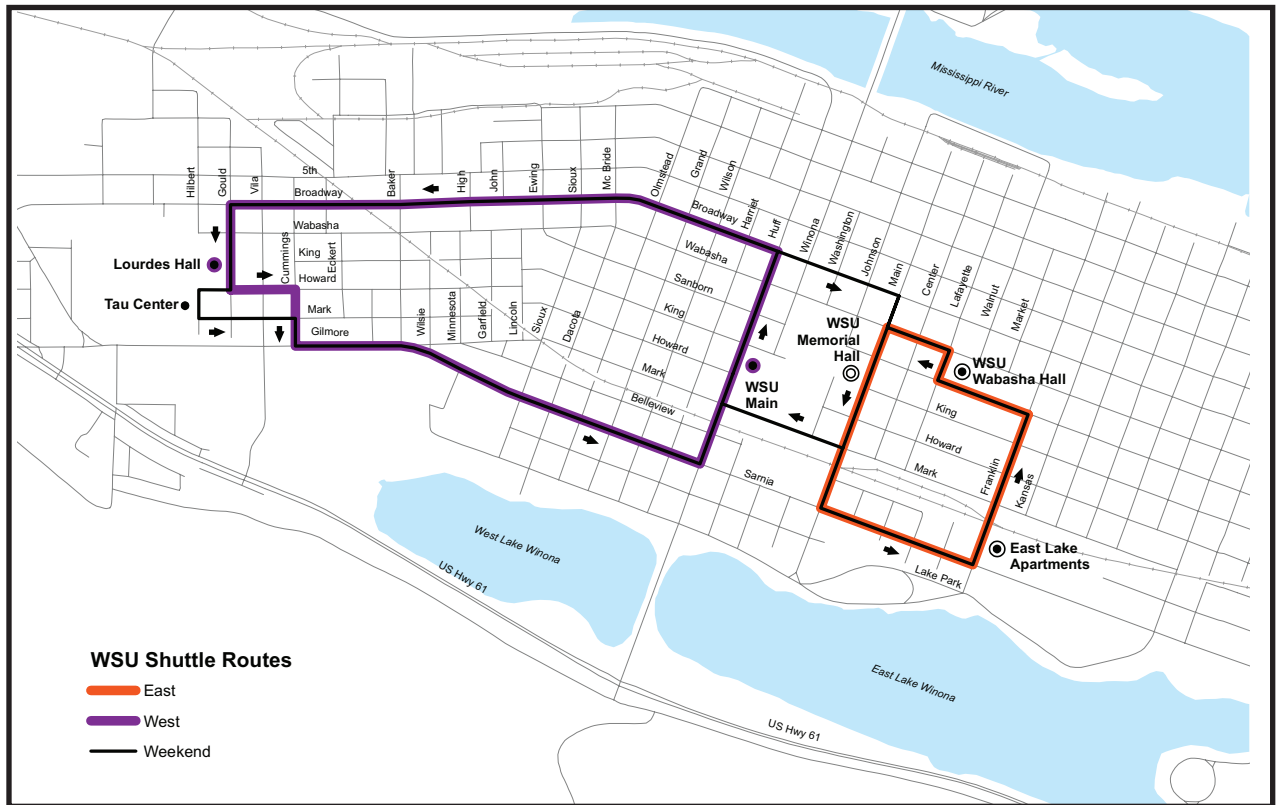 Mississippi River
Hilbert
Gould
Vila
5th
Broadway
Baker
High
John
Ewing
Sioux
Mc Bride
Olmstead
Grand
Wilson
Broadway
Harriet
Huff
Winona
Washington
Johnson
Main
Center
Lafayette
Walnut
Market
Wabasha
Cummings
King
Eckert
Howard
Mark
Gilmore
Lourdes Hall
Tau Center
Wilsie
Minnesota
Garfield
Lincoln
Sioux
Dacota
Wabasha
Sanborn
King
Howard
Mark
Belleview
WSU
Main
WSU
Memorial
Hall
WSU
Wabasha Hall
King
Howard
Mark
Franklin
Kansas
Sarnia
East Lake
Apartments
Lake Park
West Lake Winona
US Hwy 61
East Lake Winona
US Hwy 61
WSU Shuttle Routes
East
West
Weekend